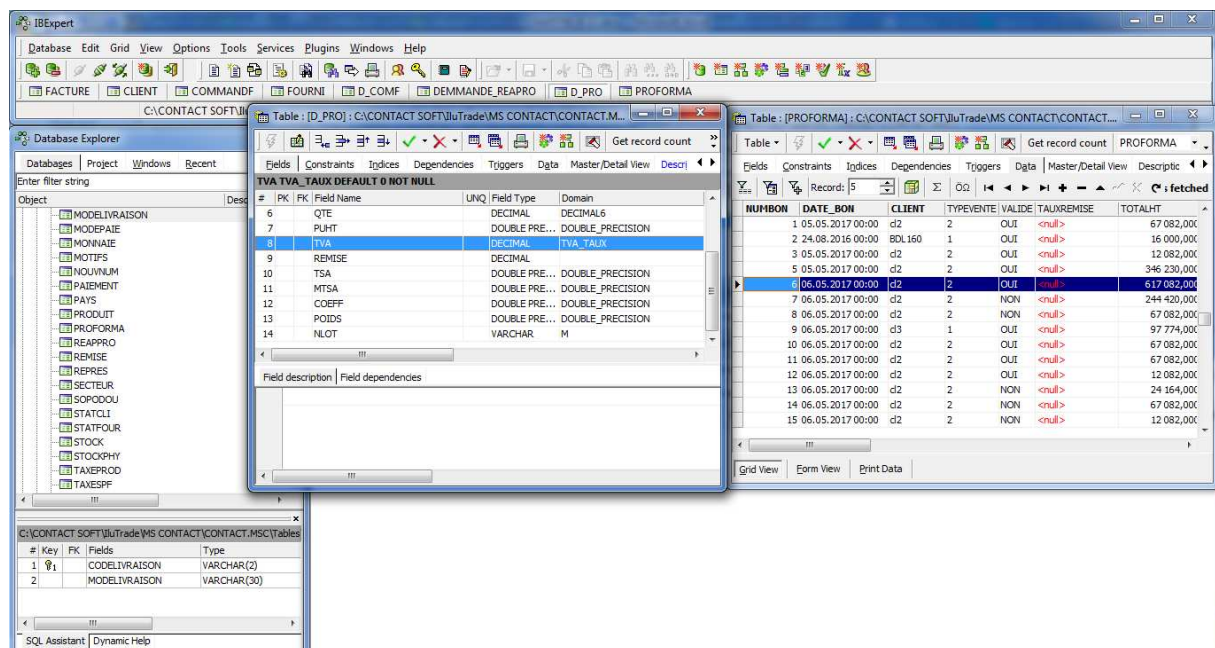 IBExpert
Database Edit Grid View Options Tools Services Plugins Windows Help
FACTURE CLIENT COMMANDF FOURNI D_COMF DEMMANDE_REAPRO D_PRO PROFORMA
C:\CONTACT SOFT\Ilu
Database Explorer
Databases Project Windows Recent
Enter filter string
Object Desc
MODELIVRAISON
MODEPAIE
MONNAIE
MOTIFS
NOUVNUM
PAIEMENT
PAYS
PRODUIT
PROFORMA
REAPPRO
REMISE
REPRES
SECTEUR
SOPODOU
STATCLI
STATFOUR
STOCK
STOCKPHY
TAXEPROD
TAXESPF
C:\CONTACT SOFT\IluTrade\MS CONTACT\CONTACT.MSC\Tables
# Key FK Fields Type
1 1 CODELIVRAISON VARCHAR(2)
2 MODELIVRAISON VARCHAR(30)
SQL Assistant Dynamic Help
Table : [D_PRO] : C:\CONTACT SOFT\IluTrade\MS CONTACT\CONTACT.M...
Get record count
Fields Constraints Indices Dependencies Triggers Data Master/Detail View Descri
TVA TVA_TAUX DEFAULT 0 NOT NULL
# PK FK Field Name UNQ Field Type Domain
6 QTE DECIMAL DECIMAL6
7 PUHT DOUBLE PRE... DOUBLE_PRECISION
8 TVA DECIMAL TVA_TAUX
9 REMISE DECIMAL
10 TSA DOUBLE PRE... DOUBLE_PRECISION
11 MTSA DOUBLE PRE... DOUBLE_PRECISION
12 COEFF DOUBLE PRE... DOUBLE_PRECISION
13 POIDS DOUBLE PRE... DOUBLE_PRECISION
14 NLOT VARCHAR M
Field description Field dependencies
Table : [PROFORMA] : C:\CONTACT SOFT\IluTrade\MS CONTACT\CONTACT....
Table Get record count PROFORMA
Fields Constraints Indices Dependencies Triggers Data Master/Detail View Descriptic
Record: 5 Σ ÖΩ fetched
NUMBON DATE_BON CLIENT TYPEVENTE VALIDE TAUXREMISE TOTALHT
1 05.05.2017 00:00 cl2 2 OUI <null> 67 082,000
2 24.08.2016 00:00 BDL160 1 OUI <null> 16 000,000
3 05.05.2017 00:00 cl2 2 OUI <null> 12 082,000
5 05.05.2017 00:00 cl2 2 OUI <null> 346 230,000
6 06.05.2017 00:00 cl2 2 OUI <null> 617 082,000
7 06.05.2017 00:00 cl2 2 NON <null> 244 420,000
8 06.05.2017 00:00 cl2 2 NON <null> 67 082,000
9 06.05.2017 00:00 cl3 1 OUI <null> 97 774,000
10 06.05.2017 00:00 cl2 2 OUI <null> 67 082,000
11 06.05.2017 00:00 cl2 2 OUI <null> 67 082,000
12 06.05.2017 00:00 cl2 2 OUI <null> 12 082,000
13 06.05.2017 00:00 cl2 2 NON <null> 24 164,000
14 06.05.2017 00:00 cl2 2 NON <null> 67 082,000
15 06.05.2017 00:00 cl2 2 NON <null> 12 082,000
Grid View Form View Print Data